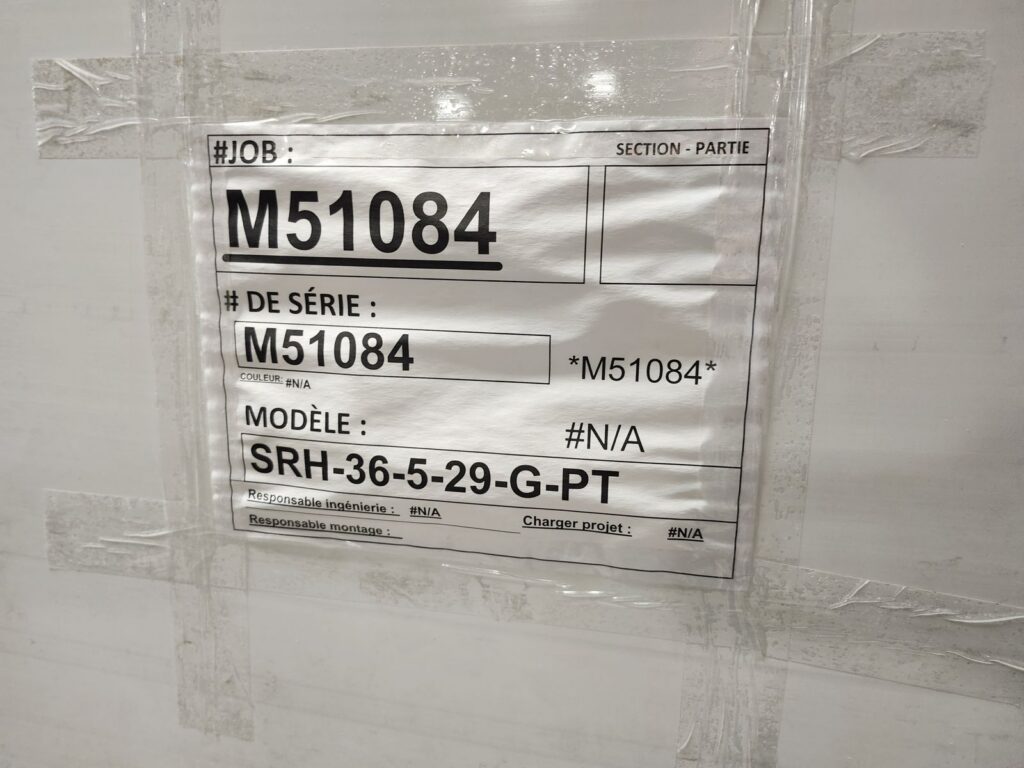 #JOB :
SECTION - PARTIE
M51084
# DE SÉRIE :
M51084
*M51084*
COULEUR: #N/A
MODÈLE :
#N/A
SRH-36-5-29-G-PT
Responsable ingénierie : #N/A
Charger projet : #N/A
Responsable montage :